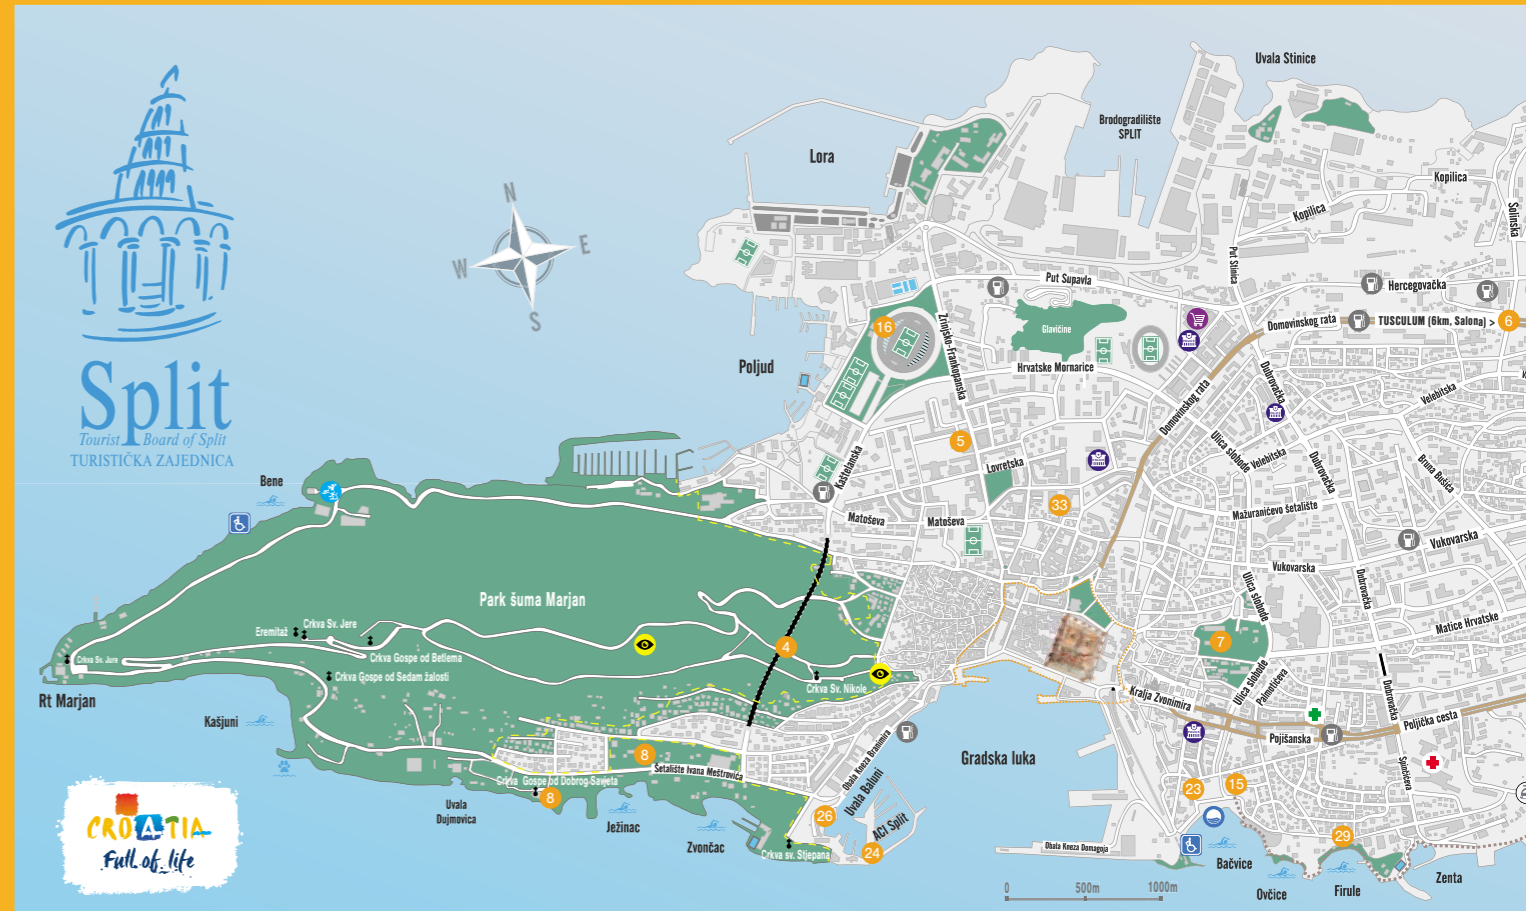 Uvala Stinice
Brodogradilište
SPLIT
Lora
Kopilica
Kopilica
Solinska
Put Stinica
N
W
E
S
Put Supavla
Hercegovačka
Domovinskog rata
TUSCULUM (6km, Salona) >
6
16
Glavičine
Zrinjsko-Frankopanska
Hrvatske Mornarice
Poljud
Split
Tourist Board of Split
TURISTIČKA ZAJEDNICA
Dubrovačka
Velebitska
Domovinskog rata
Ulica slobode
Velebitska
Dubrovačka
Bruna Bušića
5
Lovretska
Kaštelanska
Bene
33
Matoševa
Matoševa
Mažuranićevo šetalište
Vukovarska
Vukovarska
Dubrovačka
Ulica slobode
Park šuma Marjan
Matice Hrvatske
Eremitaž
Crkva Sv. Jere
Crkva Sv. Jure
Crkva Gospe od Betlema
Crkva Gospe od Sedam žalosti
4
7
Crkva Sv. Nikole
Rt Marjan
Kašjuni
Ulica slobode
Palmotićeva
Kralja Zvonimira
Dubrovačka
Poljička cesta
Pojišanska
Obala Kneza Branimira
Gradska luka
8
Šetalište Ivana Meštrovića
Crkva Gospe od Dobrog Savjeta
8
Uvala Baluni
Spinčićeva
23
15
Uvala
Dujmovica
Ježinac
Zvončac
26
ACI Split
24
Crkva sv. Stjepana
Obala Kneza Domagoja
29
Bačvice
Ovčice
Firule
Zenta
0
500m
1000m
CROATIA
Full of life